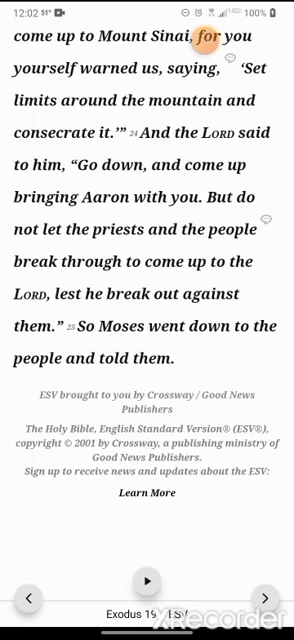 12:02 51° 100%
come up to Mount Sinai, for you
yourself warned us, saying, ‘Set
limits around the mountain and
consecrate it.’” 24 And the LORD said
to him, “Go down, and come up
bringing Aaron with you. But do
not let the priests and the people
break through to come up to the
LORD, lest he break out against
them.” 25 So Moses went down to the
people and told them.
ESV brought to you by Crossway / Good News
Publishers
The Holy Bible, English Standard Version® (ESV®),
copyright © 2001 by Crossway, a publishing ministry of
Good News Publishers.
Sign up to receive news and updates about the ESV:
Learn More
Exodus 19 ESV
XRecorder